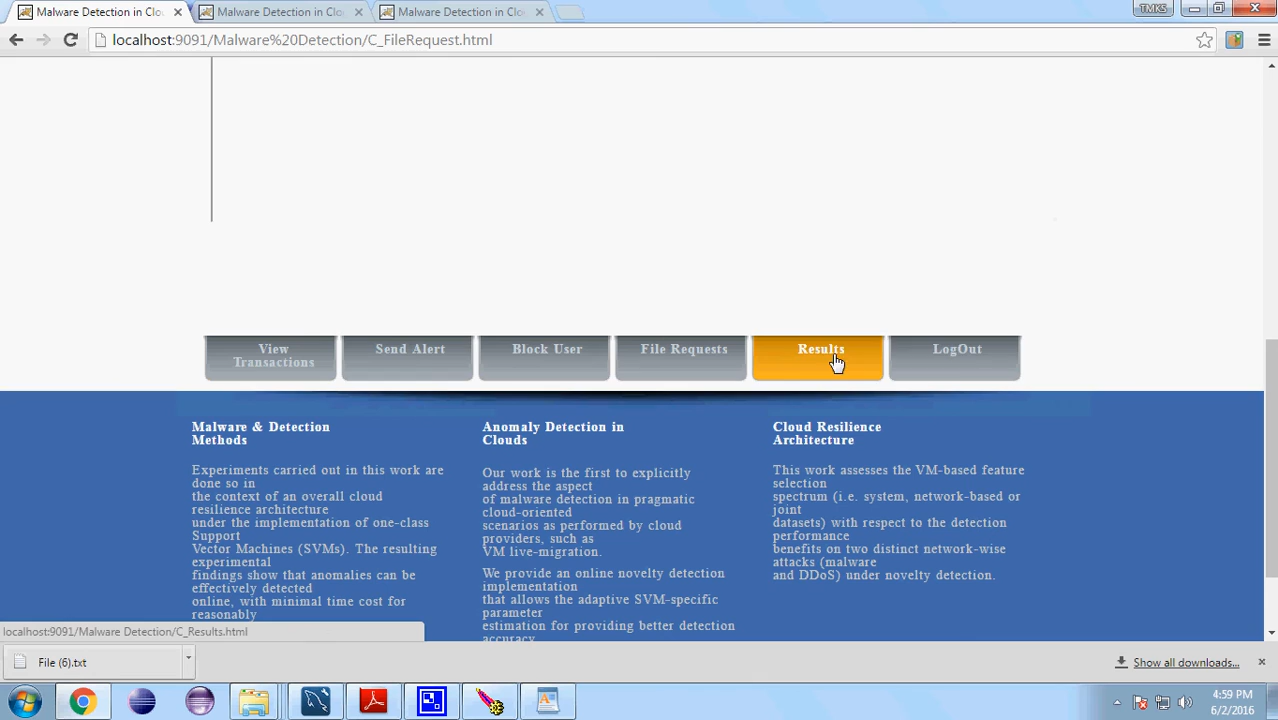 Malware Detection in Clo
Malware Detection in Clo
Malware Detection in Clo
TMKS
localhost:9091/Malware%20Detection/C_FileRequest.html
View
Transactions
Send Alert
Block User
File Requests
Results
LogOut
Malware & Detection
Methods
Experiments carried out in this work are
done so in
the context of an overall cloud
resilience architecture
under the implementation of one-class
Support
Vector Machines (SVMs). The resulting
experimental
findings show that anomalies can be
effectively detected
online, with minimal time cost for
reasonably
Anomaly Detection in
Clouds
Our work is the first to explicitly
address the aspect
of malware detection in pragmatic
cloud-oriented
scenarios as performed by cloud
providers, such as
VM live-migration.
We provide an online novelty detection
implementation
that allows the adaptive SVM-specific
parameter
estimation for providing better detection
accuracy
Cloud Resilience
Architecture
This work assesses the VM-based feature
selection
spectrum (i.e. system, network-based or
joint
datasets) with respect to the detection
performance
benefits on two distinct network-wise
attacks (malware
and DDoS) under novelty detection.
localhost:9091/Malware Detection/C_Results.html
File (6).txt
Show all downloads...
4:59 PM
6/2/2016